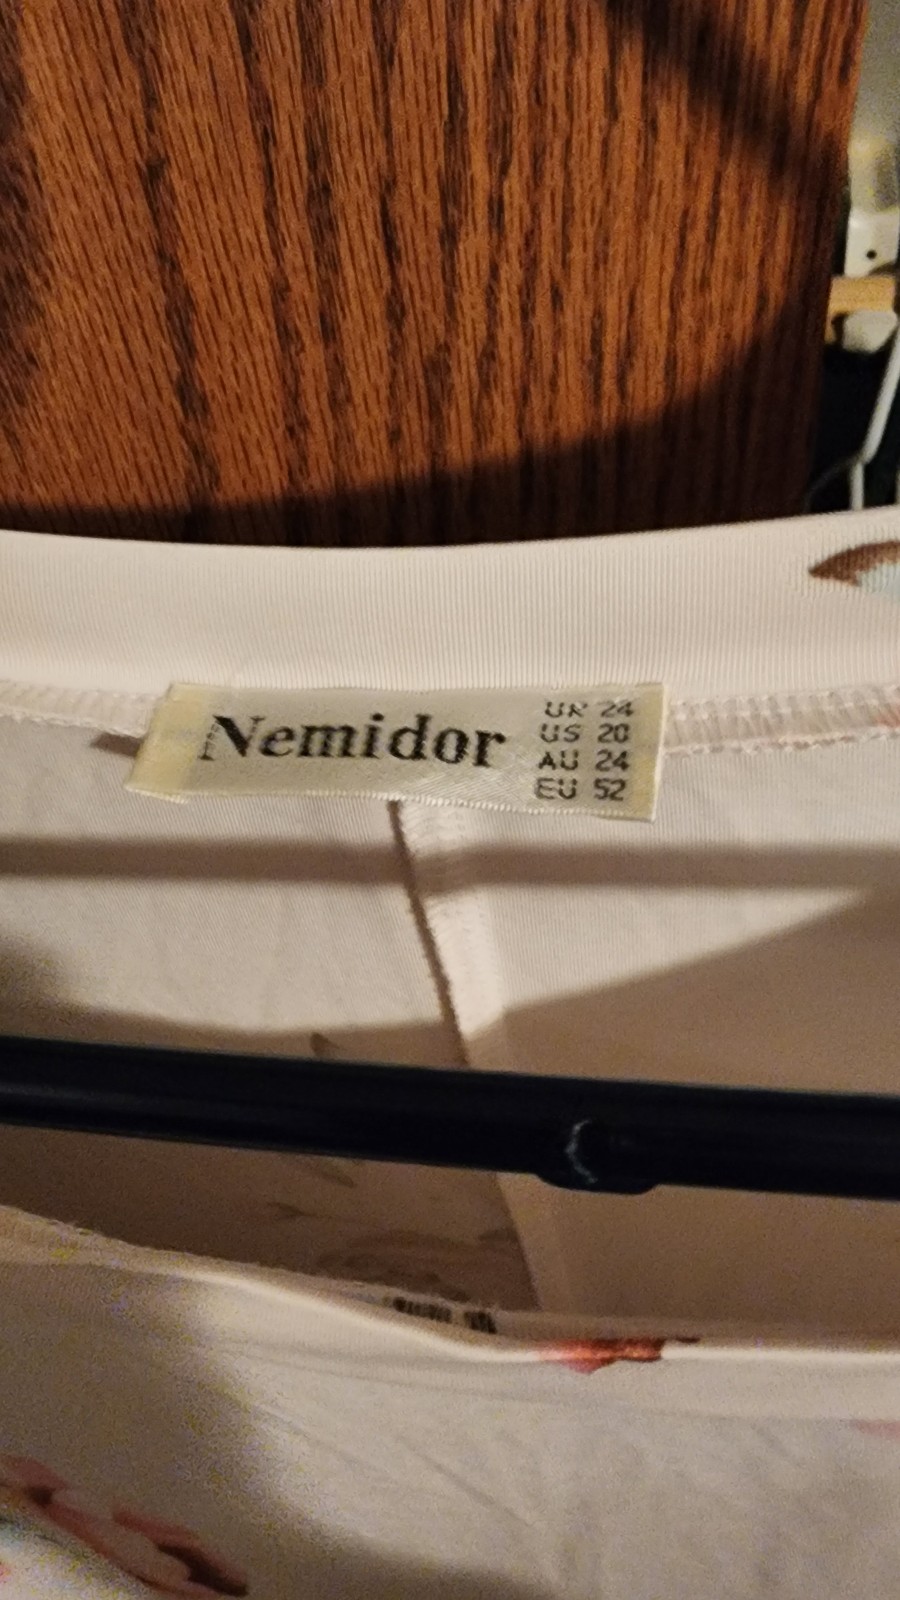 Nemidor
UK 24
US 20
AU 24
EU 52